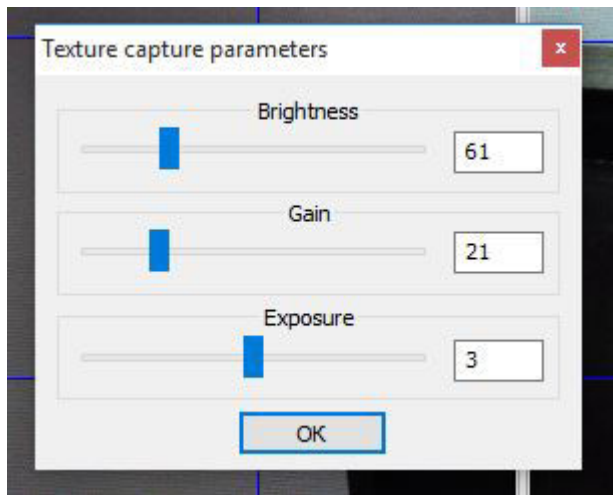 Texture capture parameters
x
Brightness
61
Gain
21
Exposure
3
OK